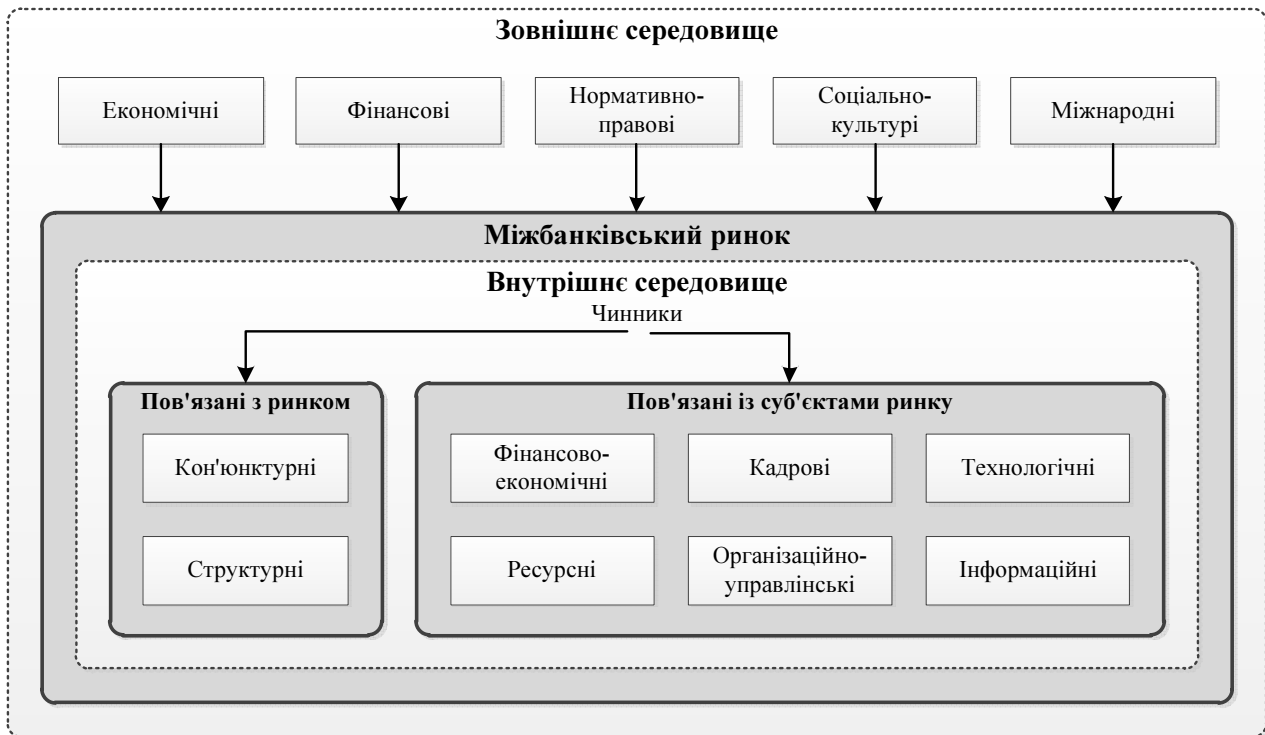 Зовнішнє середовище
Економічні
Фінансові
Нормативно-
правові
Соціально-
культурі
Міжнародні
Міжбанківський ринок
Внутрішнє середовище
Чинники
Пов'язані з ринком
Кон'юнктурні
Структурні
Пов'язані із суб'єктами ринку
Фінансово-
економічні
Кадрові
Технологічні
Ресурсні
Організаційно-
управлінські
Інформаційні